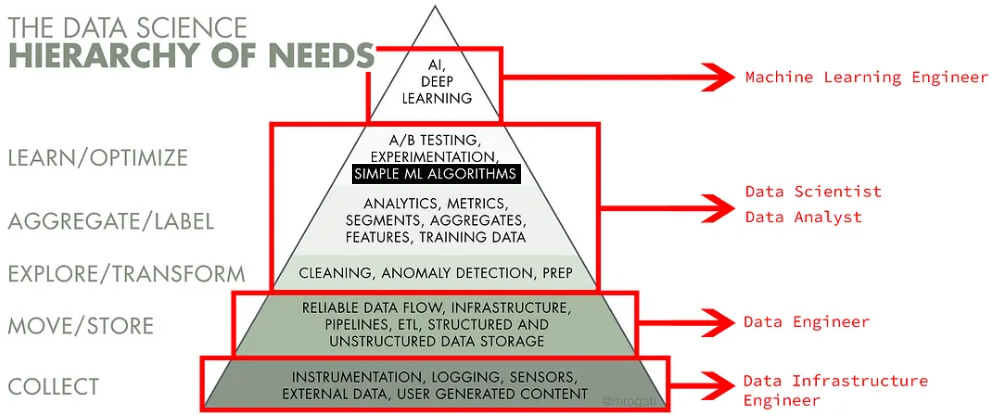 THE DATA SCIENCE
HIERARCHY OF NEEDS
AI,
DEEP
LEARNING
Machine Learning Engineer
LEARN/OPTIMIZE
A/B TESTING,
EXPERIMENTATION,
SIMPLE ML ALGORITHMS
Data Scientist
Data Analyst
AGGREGATE/LABEL
ANALYTICS, METRICS,
SEGMENTS, AGGREGATES,
FEATURES, TRAINING DATA
EXPLORE/TRANSFORM
CLEANING, ANOMALY DETECTION, PREP
MOVE/STORE
RELIABLE DATA FLOW, INFRASTRUCTURE,
PIPELINES, ETL, STRUCTURED AND
UNSTRUCTURED DATA STORAGE
Data Engineer
COLLECT
INSTRUMENTATION, LOGGING, SENSORS,
EXTERNAL DATA, USER GENERATED CONTENT
@mrogati
Data Infrastructure
Engineer